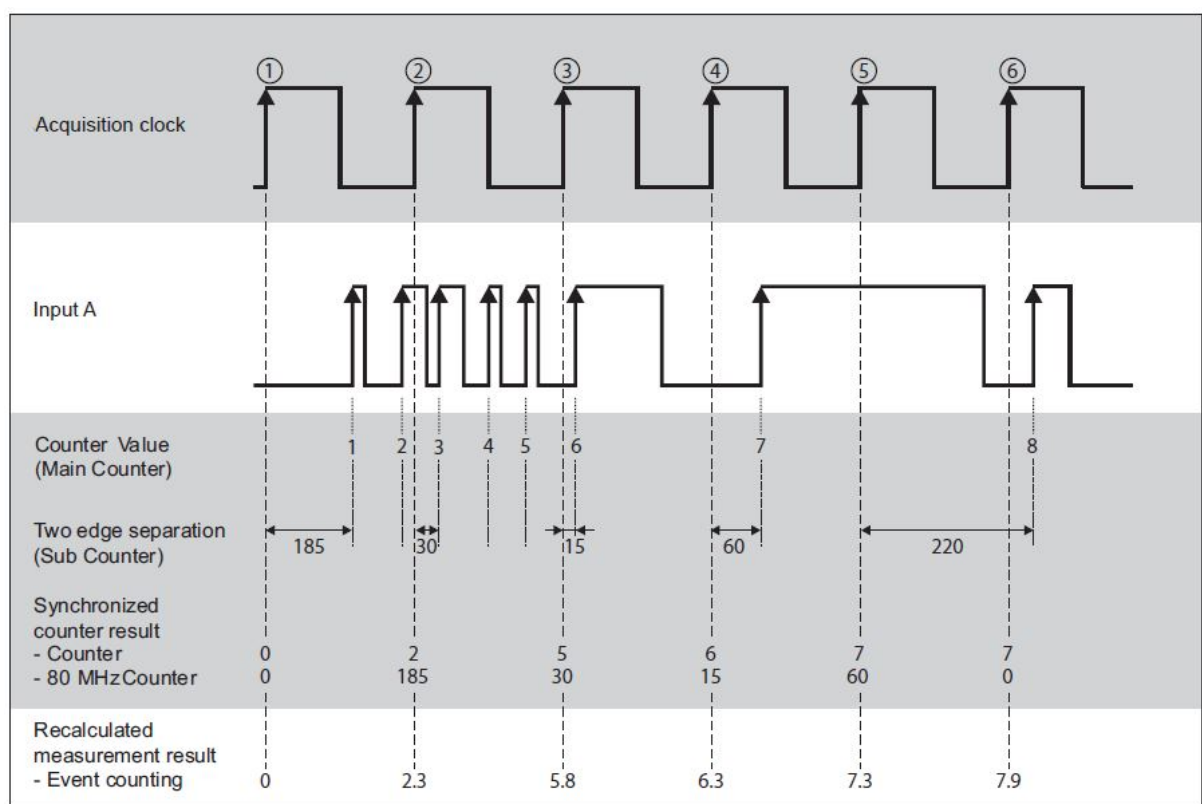 ① ② ③ ④ ⑤ ⑥
Acquisition clock
Input A
Counter Value
(Main Counter)
1 2 3 4 5 6 7 8
Two edge separation
(Sub Counter)
185 30 15 60 220
Synchronized
counter result
- Counter 0 2 5 6 7 7
- 80 MHzCounter 0 185 30 15 60 0
Recalculated
measurement result
- Event counting 0 2.3 5.8 6.3 7.3 7.9